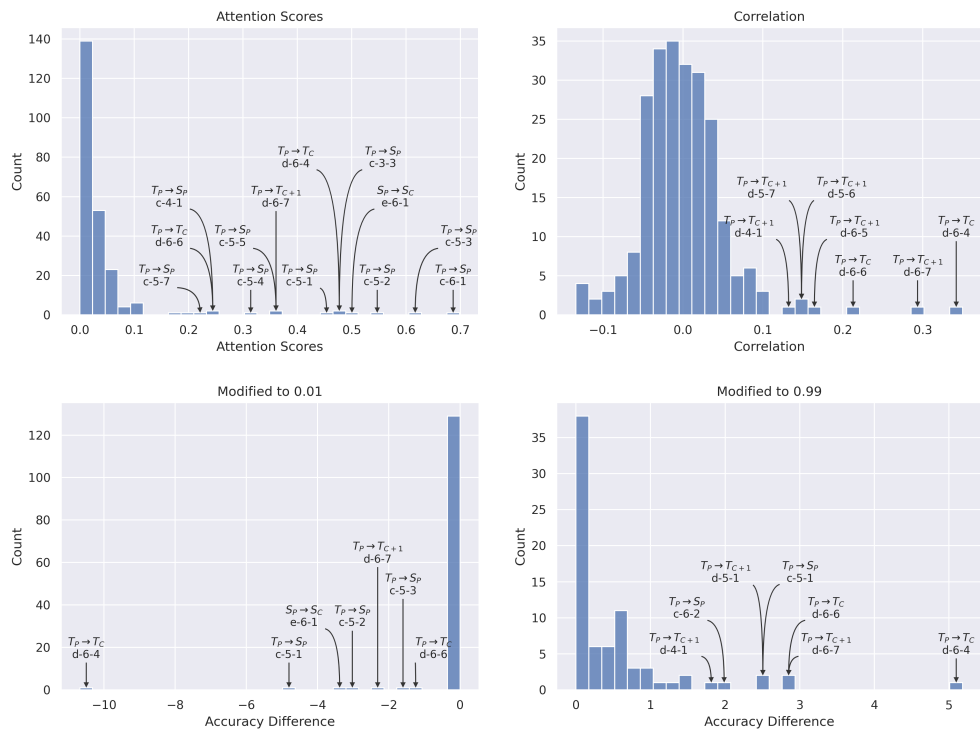 Attention Scores
140
120
100
80
60
40
20
0
Count
T_P → T_C
d-6-4
T_P → S_P
c-3-3
T_P → S_P
c-4-1
T_P → T_{C+1}
d-6-7
S_P → S_C
e-6-1
T_P → T_C
d-6-6
T_P → S_P
c-5-5
T_P → S_P
c-5-3
T_P → S_P
c-5-7
T_P → S_P
c-5-4
T_P → S_P
c-5-1
T_P → S_P
c-5-2
T_P → S_P
c-6-1
0.0 0.1 0.2 0.3 0.4 0.5 0.6 0.7
Attention Scores
Correlation
35
30
25
20
15
10
5
0
Count
T_P → T_{C+1}
d-5-7
T_P → T_{C+1}
d-5-6
T_P → T_{C+1}
d-4-1
T_P → T_{C+1}
d-6-5
T_P → T_C
d-6-4
T_P → T_C
d-6-6
T_P → T_{C+1}
d-6-7
−0.1 0.0 0.1 0.2 0.3
Correlation
Modified to 0.01
120
100
80
60
40
20
0
Count
T_P → T_{C+1}
d-6-7
T_P → S_P
c-5-3
S_P → S_C
e-6-1
T_P → S_P
c-5-2
T_P → T_C
d-6-4
T_P → S_P
c-5-1
T_P → T_C
d-6-6
−10 −8 −6 −4 −2 0
Accuracy Difference
Modified to 0.99
35
30
25
20
15
10
5
0
Count
T_P → T_{C+1}
d-5-1
T_P → S_P
c-5-1
T_P → S_P
c-6-2
T_P → T_C
d-6-6
T_P → T_{C+1}
d-4-1
T_P → T_{C+1}
d-6-7
T_P → T_C
d-6-4
0 1 2 3 4 5
Accuracy Difference